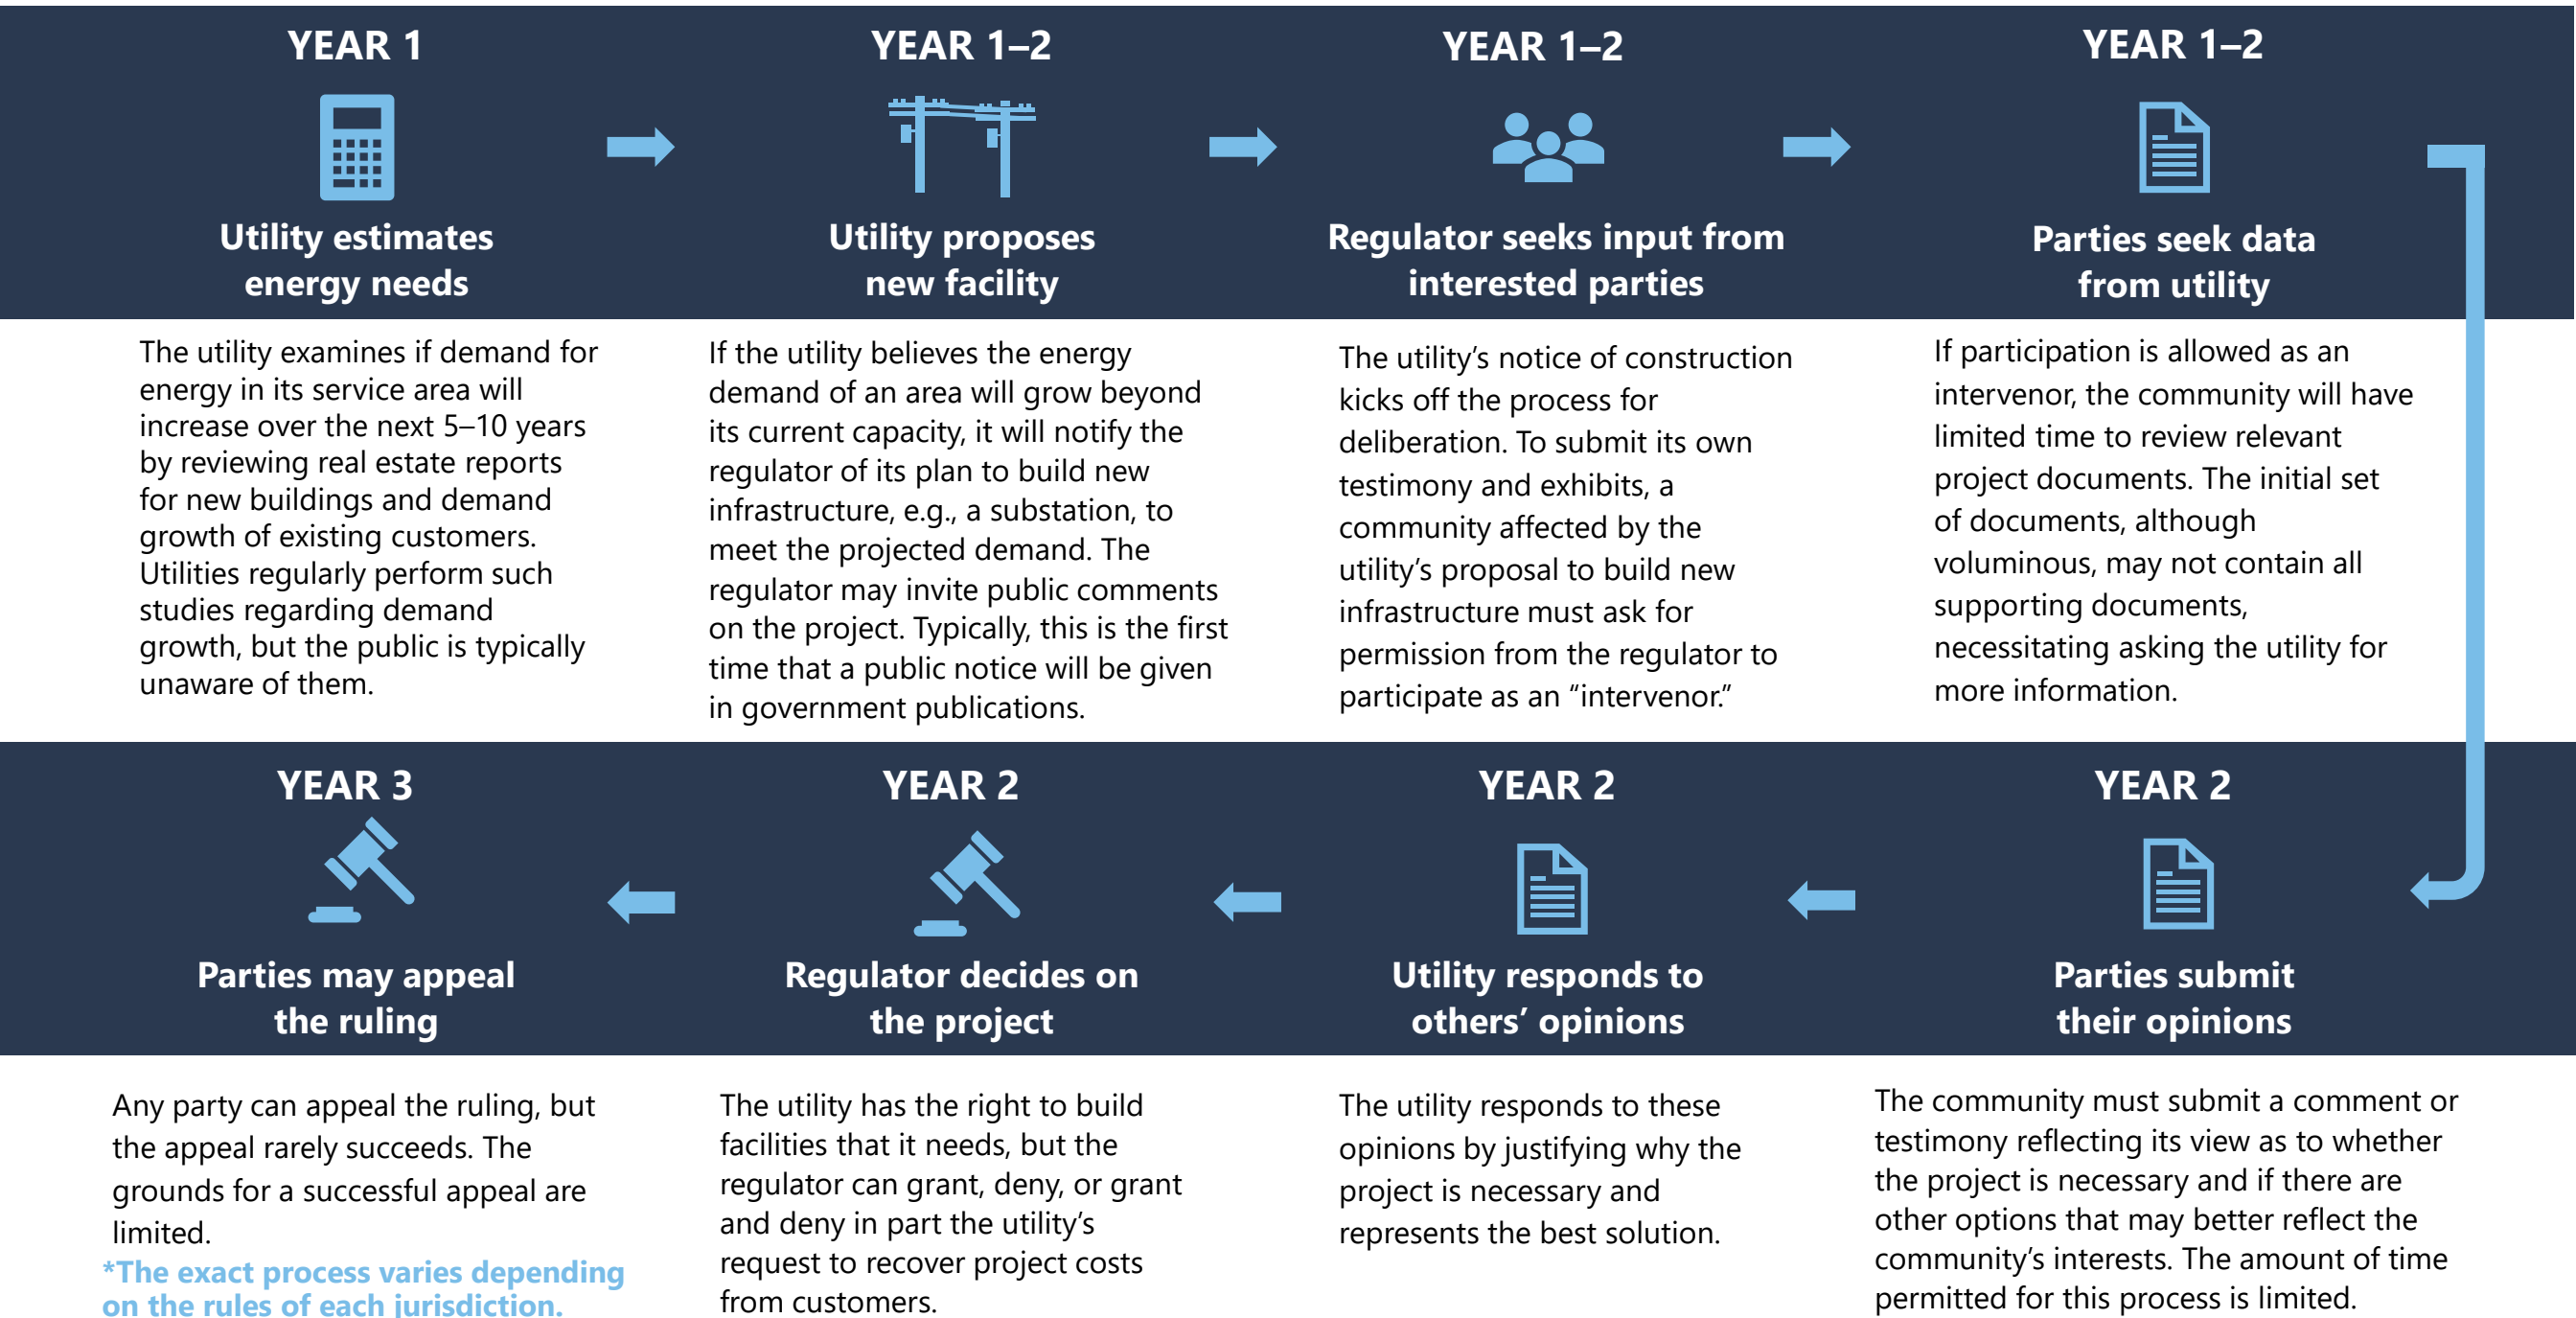 YEAR 1
Utility estimates
energy needs
The utility examines if demand for
energy in its service area will
increase over the next 5–10 years
by reviewing real estate reports
for new buildings and demand
growth of existing customers.
Utilities regularly perform such
studies regarding demand
growth, but the public is typically
unaware of them.
YEAR 1–2
Utility proposes
new facility
If the utility believes the energy
demand of an area will grow beyond
its current capacity, it will notify the
regulator of its plan to build new
infrastructure, e.g., a substation, to
meet the projected demand. The
regulator may invite public comments
on the project. Typically, this is the first
time that a public notice will be given
in government publications.
YEAR 1–2
Regulator seeks input from
interested parties
The utility’s notice of construction
kicks off the process for
deliberation. To submit its own
testimony and exhibits, a
community affected by the
utility’s proposal to build new
infrastructure must ask for
permission from the regulator to
participate as an “intervenor.”
YEAR 1–2
Parties seek data
from utility
If participation is allowed as an
intervenor, the community will have
limited time to review relevant
project documents. The initial set
of documents, although
voluminous, may not contain all
supporting documents,
necessitating asking the utility for
more information.
YEAR 2
Parties submit
their opinions
The community must submit a comment or
testimony reflecting its view as to whether
the project is necessary and if there are
other options that may better reflect the
community’s interests. The amount of time
permitted for this process is limited.
YEAR 2
Utility responds to
others’ opinions
The utility responds to these
opinions by justifying why the
project is necessary and
represents the best solution.
YEAR 2
Regulator decides on
the project
The utility has the right to build
facilities that it needs, but the
regulator can grant, deny, or grant
and deny in part the utility’s
request to recover project costs
from customers.
YEAR 3
Parties may appeal
the ruling
Any party can appeal the ruling, but
the appeal rarely succeeds. The
grounds for a successful appeal are
limited.
*The exact process varies depending
on the rules of each jurisdiction.